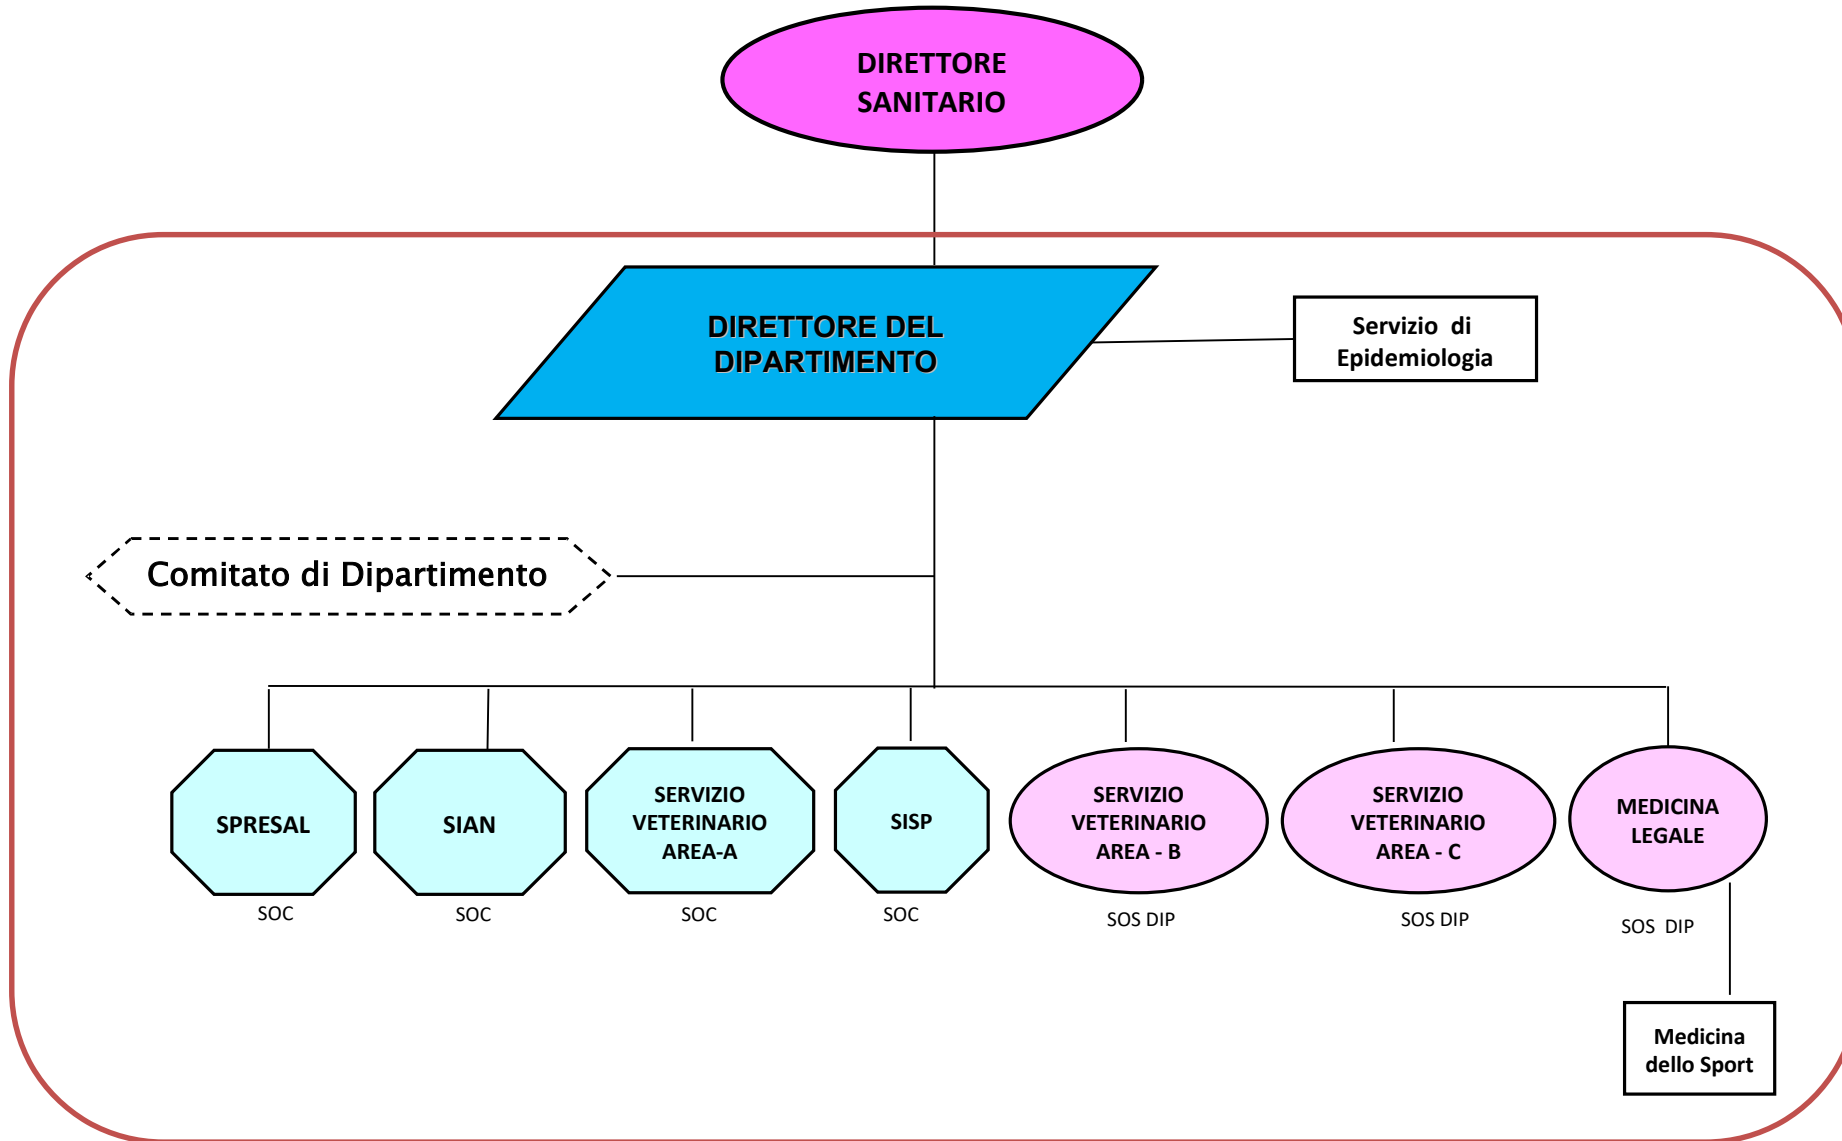 DIRETTORE
SANITARIO
DIRETTORE DEL
DIPARTIMENTO
Servizio di
Epidemiologia
Comitato di Dipartimento
SPRESAL
SIAN
SERVIZIO
VETERINARIO
AREA-A
SISP
SERVIZIO
VETERINARIO
AREA - B
SERVIZIO
VETERINARIO
AREA - C
MEDICINA
LEGALE
SOC
SOC
SOC
SOC
SOS DIP
SOS DIP
SOS DIP
Medicina
dello Sport